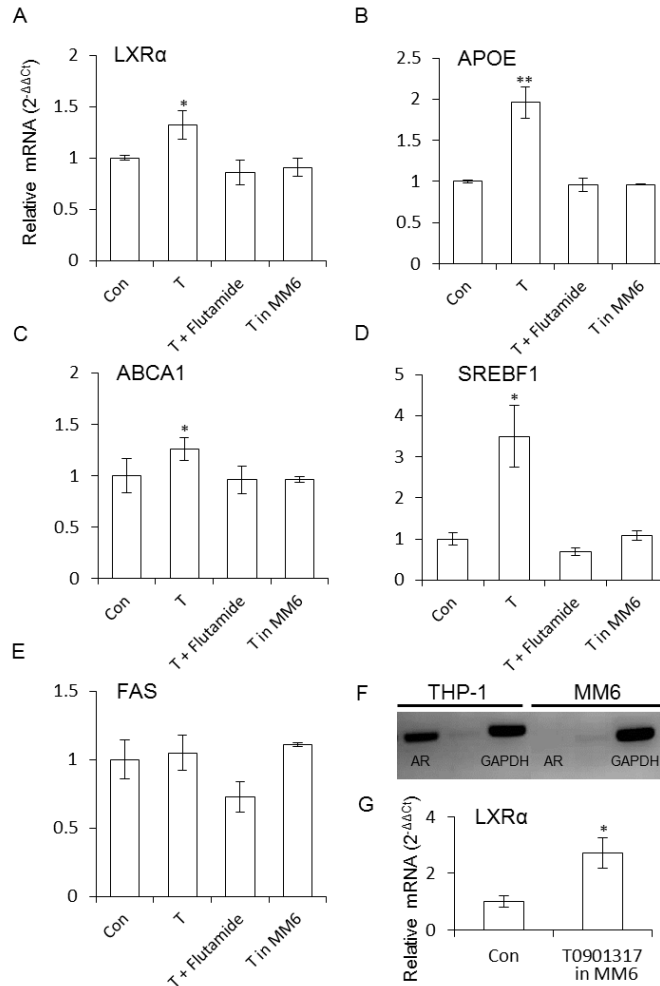 A
LXRα
Relative mRNA (2-ΔΔCt)
2
1.5
1
0.5
0
*
Con
T
T + Flutamide
T in MM6
B
APOE
2.5
2
1.5
1
0.5
0
**
Con
T
T + Flutamide
T in MM6
C
ABCA1
2
1.5
1
0.5
0
*
Con
T
T + Flutamide
T in MM6
D
SREBF1
5
4
3
2
1
0
*
Con
T
T + Flutamide
T in MM6
E
FAS
1.5
1
0.5
0
Con
T
T + Flutamide
T in MM6
F
THP-1 MM6
AR GAPDH AR GAPDH
G
LXRα
Relative mRNA (2-ΔΔCt)
4
2
0
*
Con
T0901317
in MM6